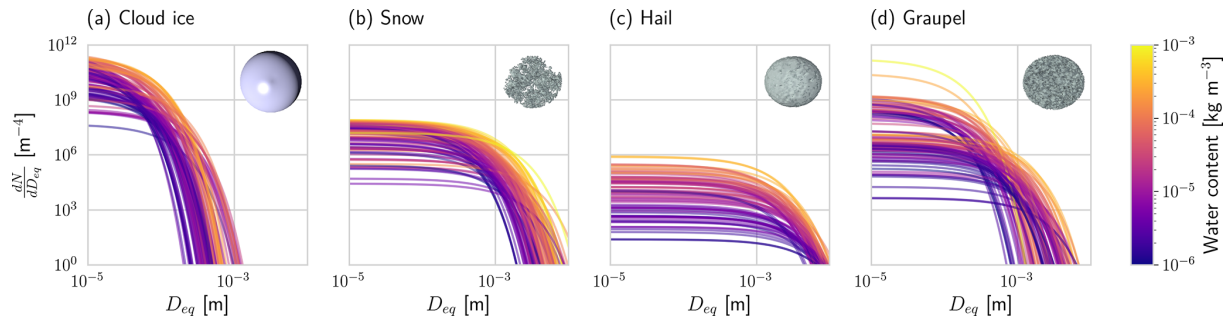 (a) Cloud ice
(b) Snow
(c) Hail
(d) Graupel
10^12
10^9
10^6
10^3
10^0
dN/dD_eq [m^−4]
10^−5
10^−3
D_eq [m]
10^−5
10^−3
D_eq [m]
10^−5
10^−3
D_eq [m]
10^−5
10^−3
D_eq [m]
10^−3
10^−4
10^−5
10^−6
Water content [kg m^−3]